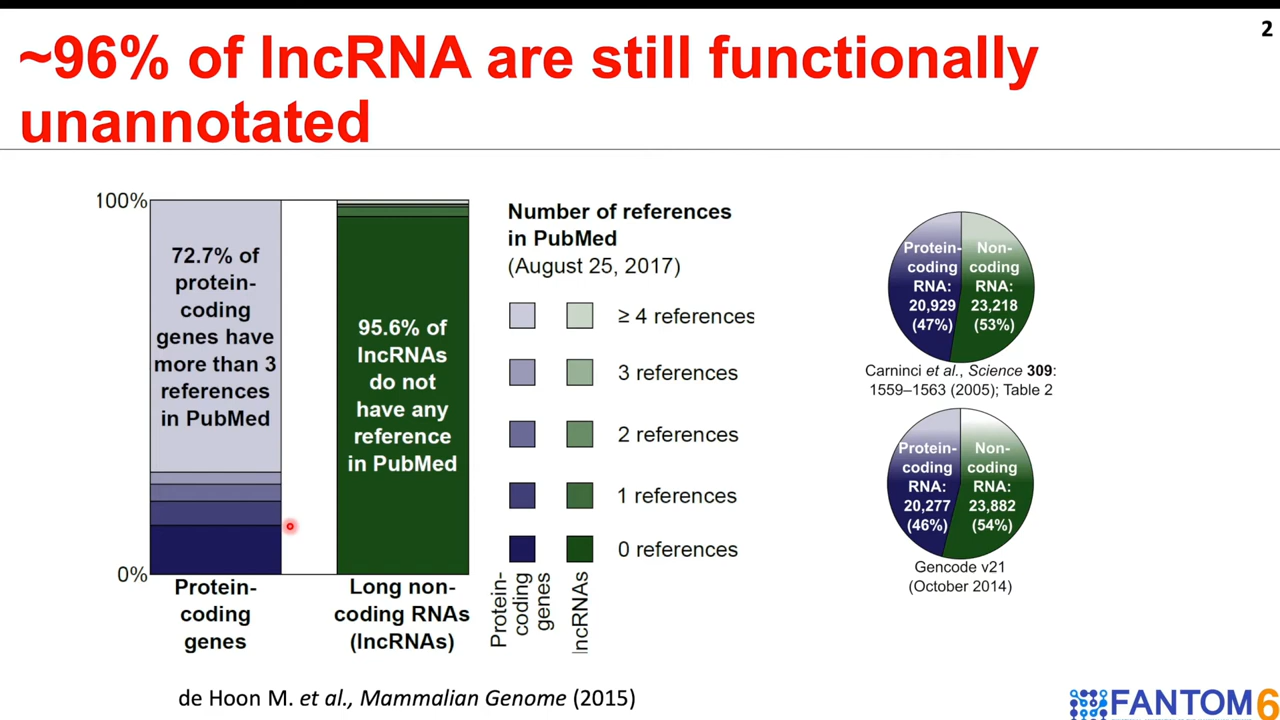 2
~96% of lncRNA are still functionally
unannotated
100%
0%
72.7% of
protein-
coding
genes have
more than 3
references
in PubMed
95.6% of
lncRNAs
do not
have any
reference
in PubMed
Protein-
coding
genes
Long non-
coding RNAs
(lncRNAs)
Number of references
in PubMed
(August 25, 2017)
≥ 4 references
3 references
2 references
1 references
0 references
Protein-
coding
genes
lncRNAs
Protein-
coding
RNA:
20,929
(47%)
Non-
coding
RNA:
23,218
(53%)
Carninci et al., Science 309:
1559–1563 (2005); Table 2
Protein-
coding
RNA:
20,277
(46%)
Non-
coding
RNA:
23,882
(54%)
Gencode v21
(October 2014)
de Hoon M. et al., Mammalian Genome (2015)
FANTOM6